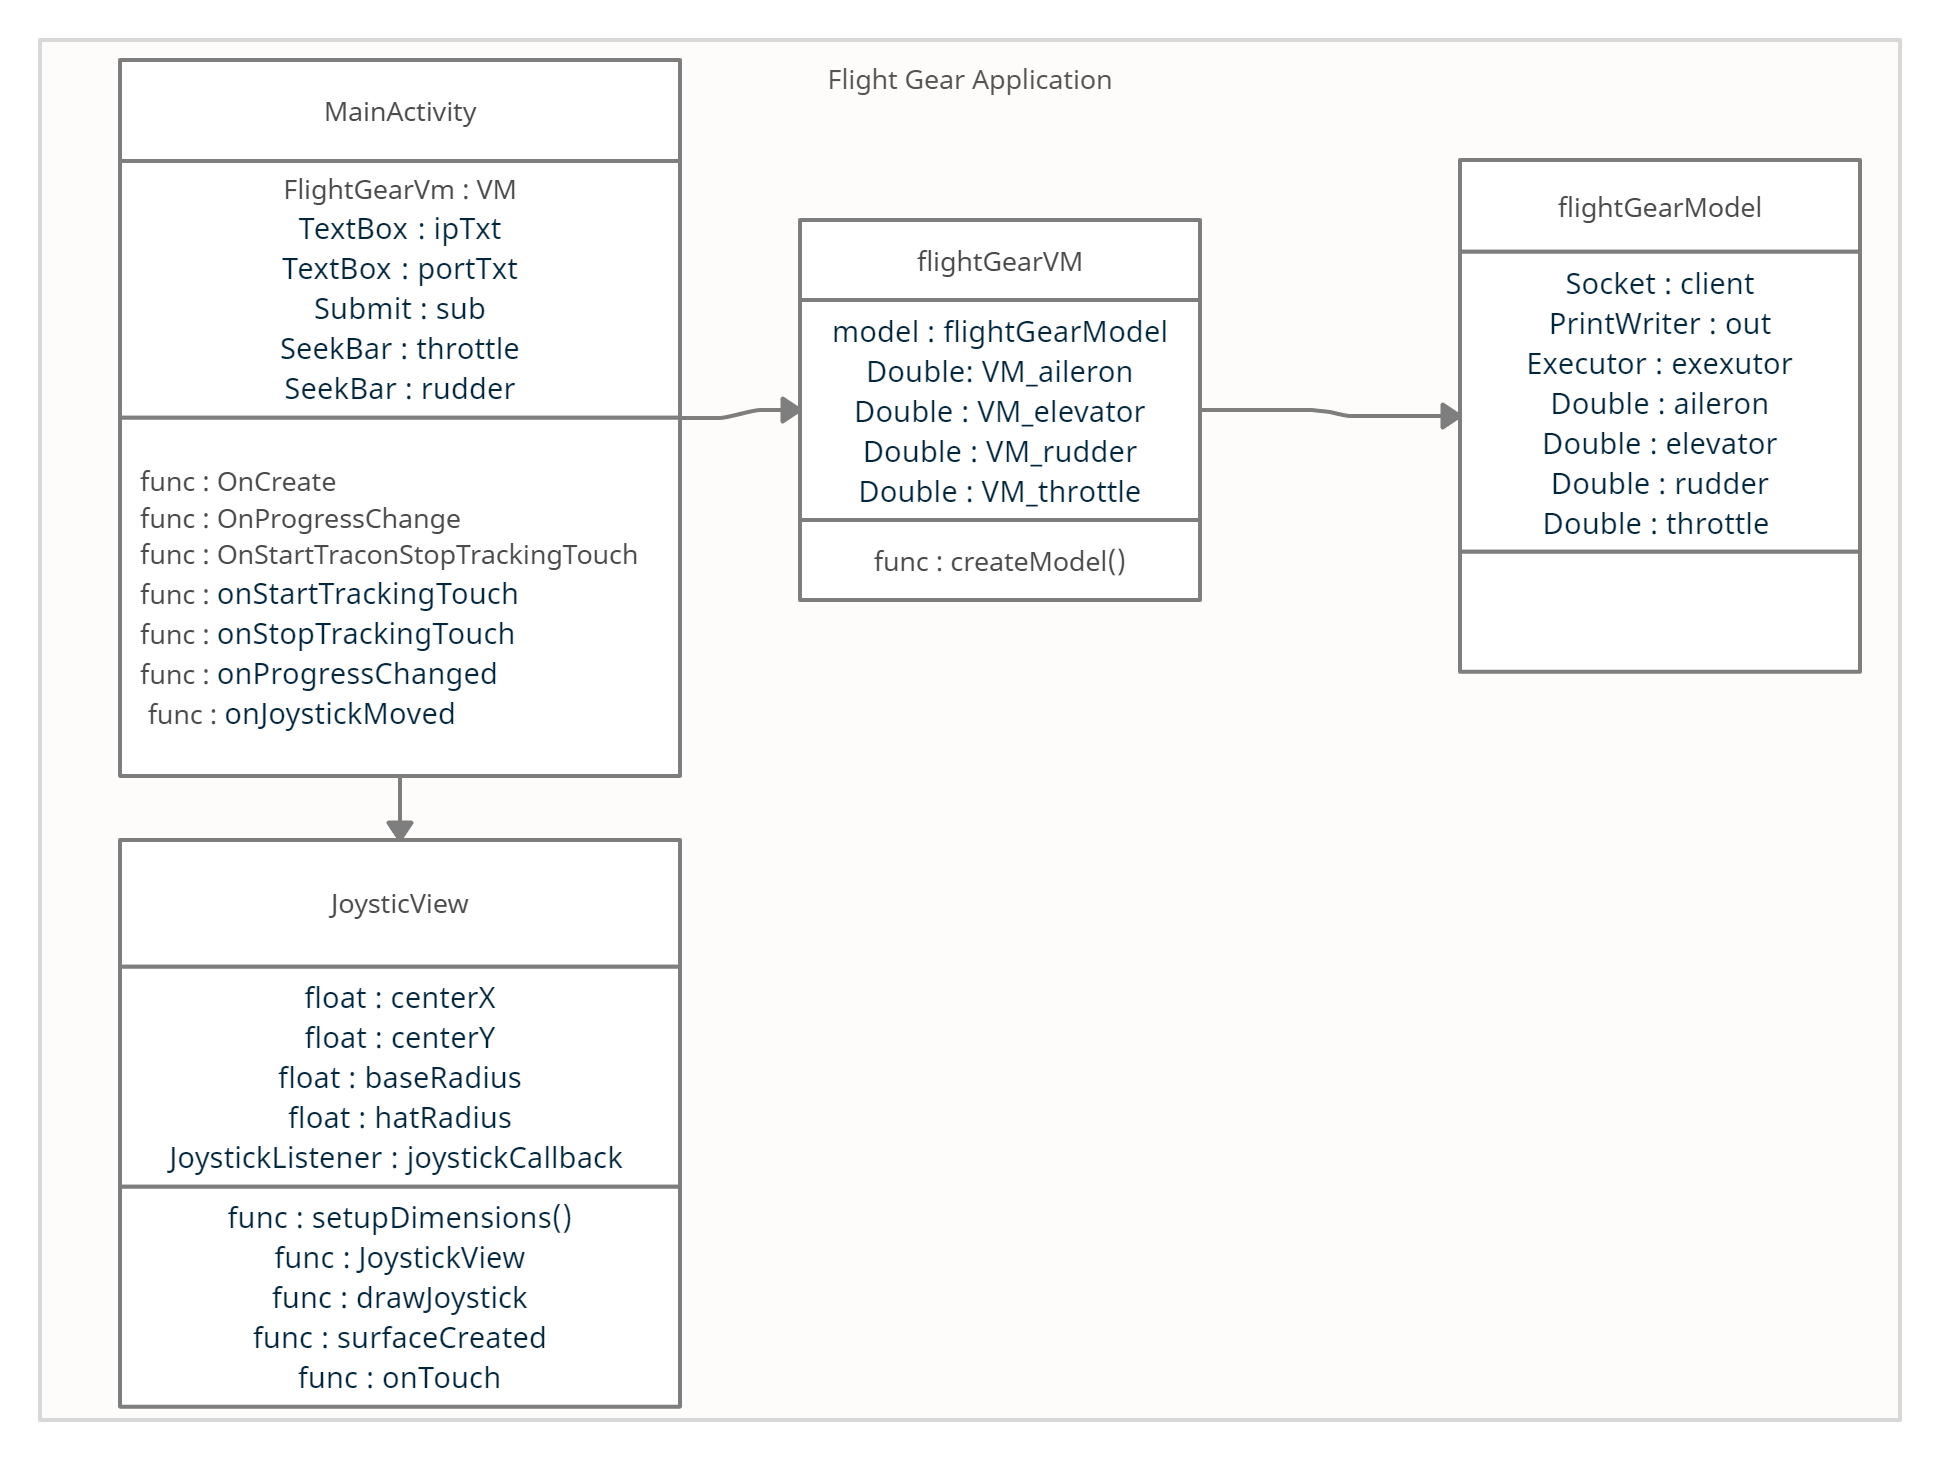 Flight Gear Application
MainActivity
FlightGearVm : VM
TextBox : ipTxt
TextBox : portTxt
Submit : sub
SeekBar : throttle
SeekBar : rudder
func : OnCreate
func : OnProgressChange
func : OnStartTraconStopTrackingTouch
func : onStartTrackingTouch
func : onStopTrackingTouch
func : onProgressChanged
func : onJoystickMoved
flightGearVM
model : flightGearModel
Double: VM_aileron
Double : VM_elevator
Double : VM_rudder
Double : VM_throttle
func : createModel()
flightGearModel
Socket : client
PrintWriter : out
Executor : exexutor
Double : aileron
Double : elevator
Double : rudder
Double : throttle
JoysticView
float : centerX
float : centerY
float : baseRadius
float : hatRadius
JoystickListener : joystickCallback
func : setupDimensions()
func : JoystickView
func : drawJoystick
func : surfaceCreated
func : onTouch